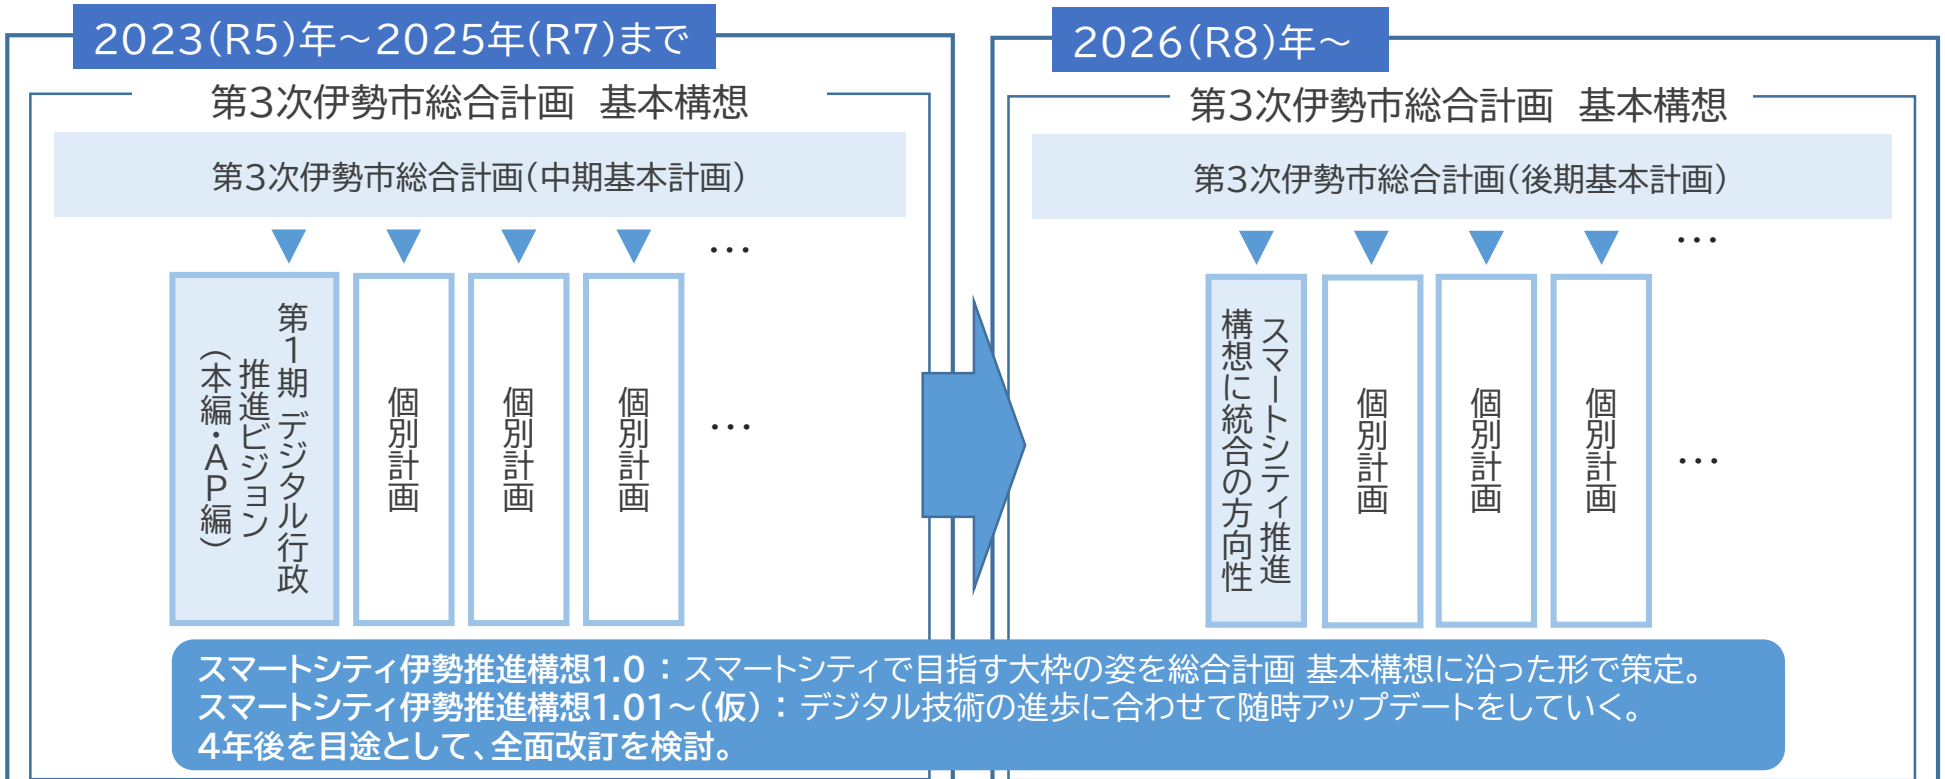 2023(R5)年～2025年(R7)まで
第3次伊勢市総合計画　基本構想
第3次伊勢市総合計画(中期基本計画)
…
第1期 デジタル行政
推進ビジョン
(本編・AP編)
個別計画
個別計画
個別計画
…
2026(R8)年～
第3次伊勢市総合計画　基本構想
第3次伊勢市総合計画(後期基本計画)
…
スマートシティ推進
構想に統合の方向性
個別計画
個別計画
個別計画
…
スマートシティ伊勢推進構想1.0：スマートシティで目指す大枠の姿を総合計画 基本構想に沿った形で策定。
スマートシティ伊勢推進構想1.01～(仮)：デジタル技術の進歩に合わせて随時アップデートをしていく。
4年後を目途として、全面改訂を検討。